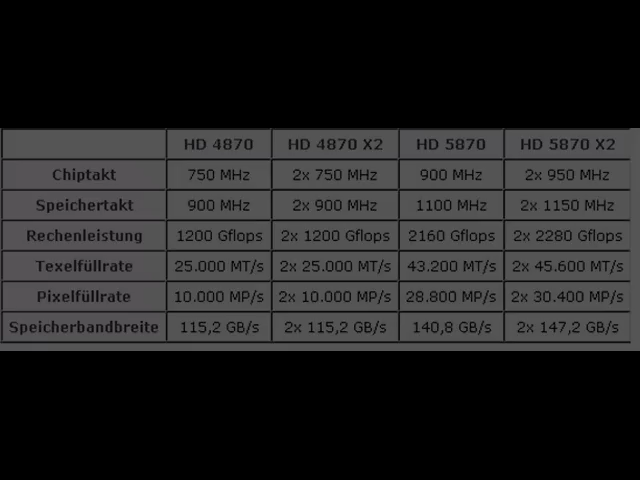 HD 4870 HD 4870 X2 HD 5870 HD 5870 X2
Chiptakt 750 MHz 2x 750 MHz 900 MHz 2x 950 MHz
Speichertakt 900 MHz 2x 900 MHz 1100 MHz 2x 1150 MHz
Rechenleistung 1200 Gflops 2x 1200 Gflops 2160 Gflops 2x 2280 Gflops
Texelfüllrate 25.000 MT/s 2x 25.000 MT/s 43.200 MT/s 2x 45.600 MT/s
Pixelfüllrate 10.000 MP/s 2x 10.000 MP/s 28.800 MP/s 2x 30.400 MP/s
Speicherbandbreite 115,2 GB/s 2x 115,2 GB/s 140,8 GB/s 2x 147,2 GB/s